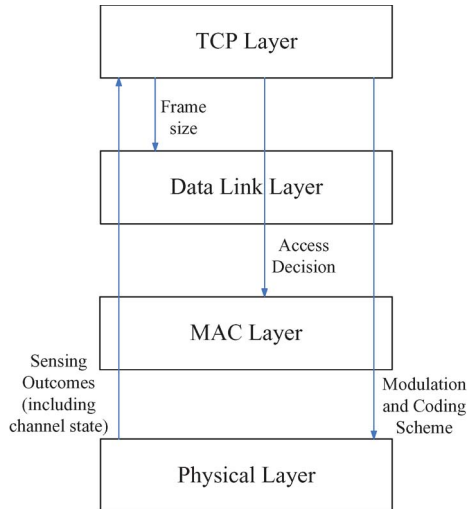 TCP Layer
Frame
size
Data Link Layer
Access
Decision
MAC Layer
Sensing
Outcomes
(including
channel state)
Modulation
and Coding
Scheme
Physical Layer